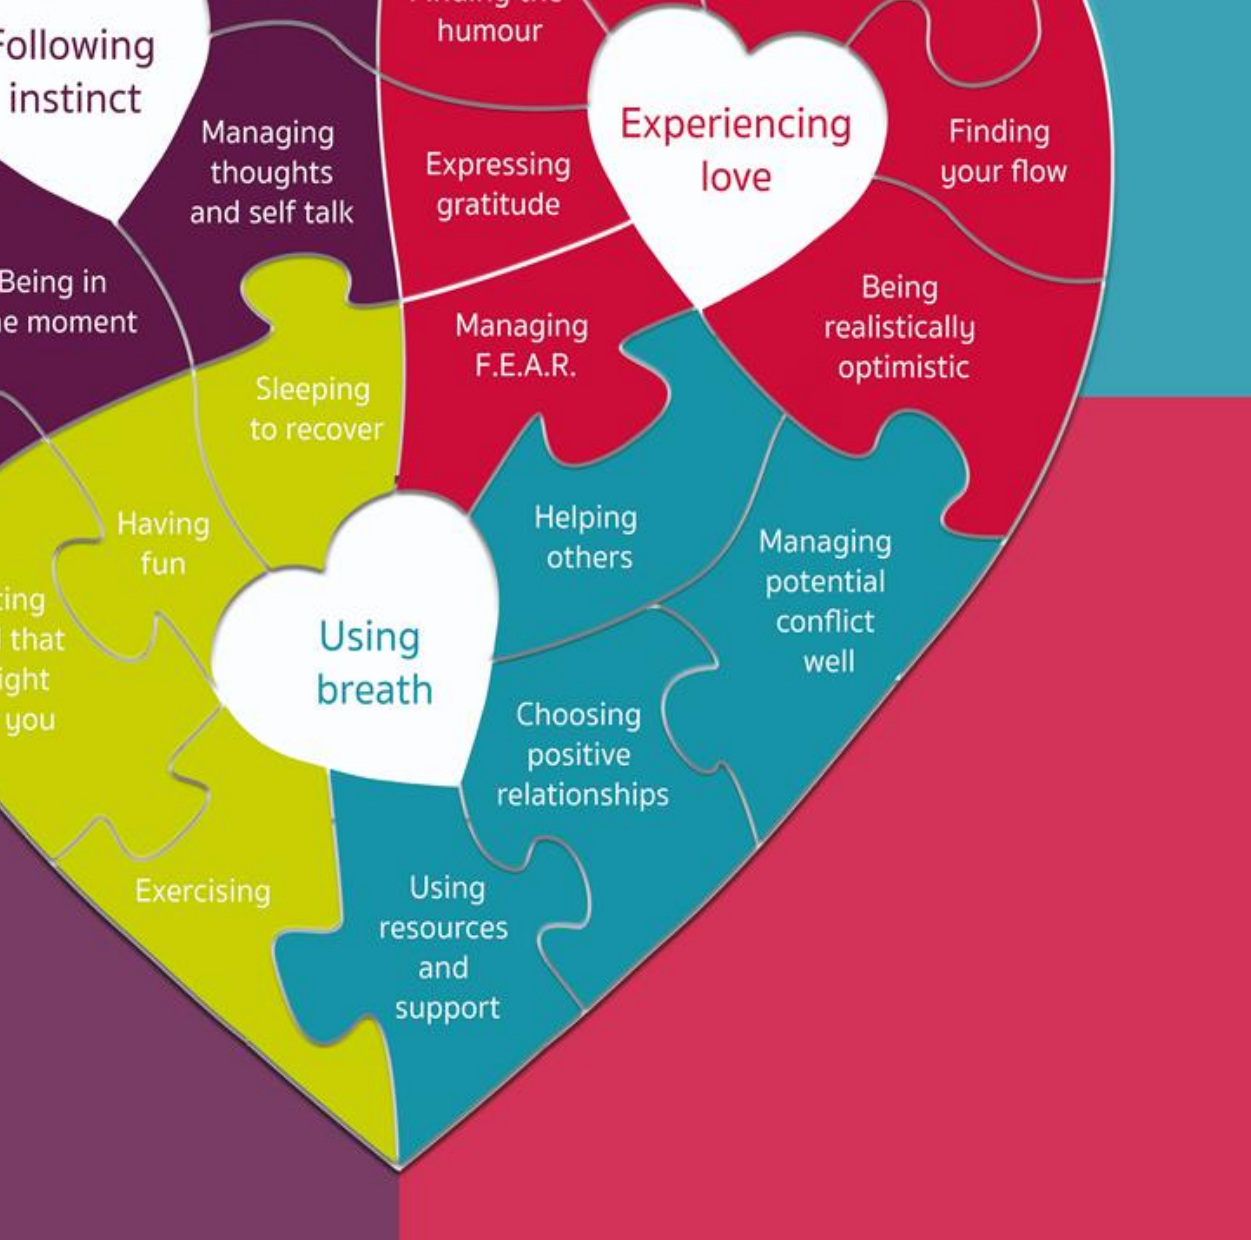 Following
instinct
Managing
thoughts
and self talk
Being in
moment
humour
Expressing
gratitude
Experiencing
love
Finding
your flow
Managing
F.E.A.R.
Being
realistically
optimistic
Sleeping
to recover
Having
fun
that
you
Using
breath
Helping
others
Managing
potential
conflict
well
Choosing
positive
relationships
Exercising
Using
resources
and
support